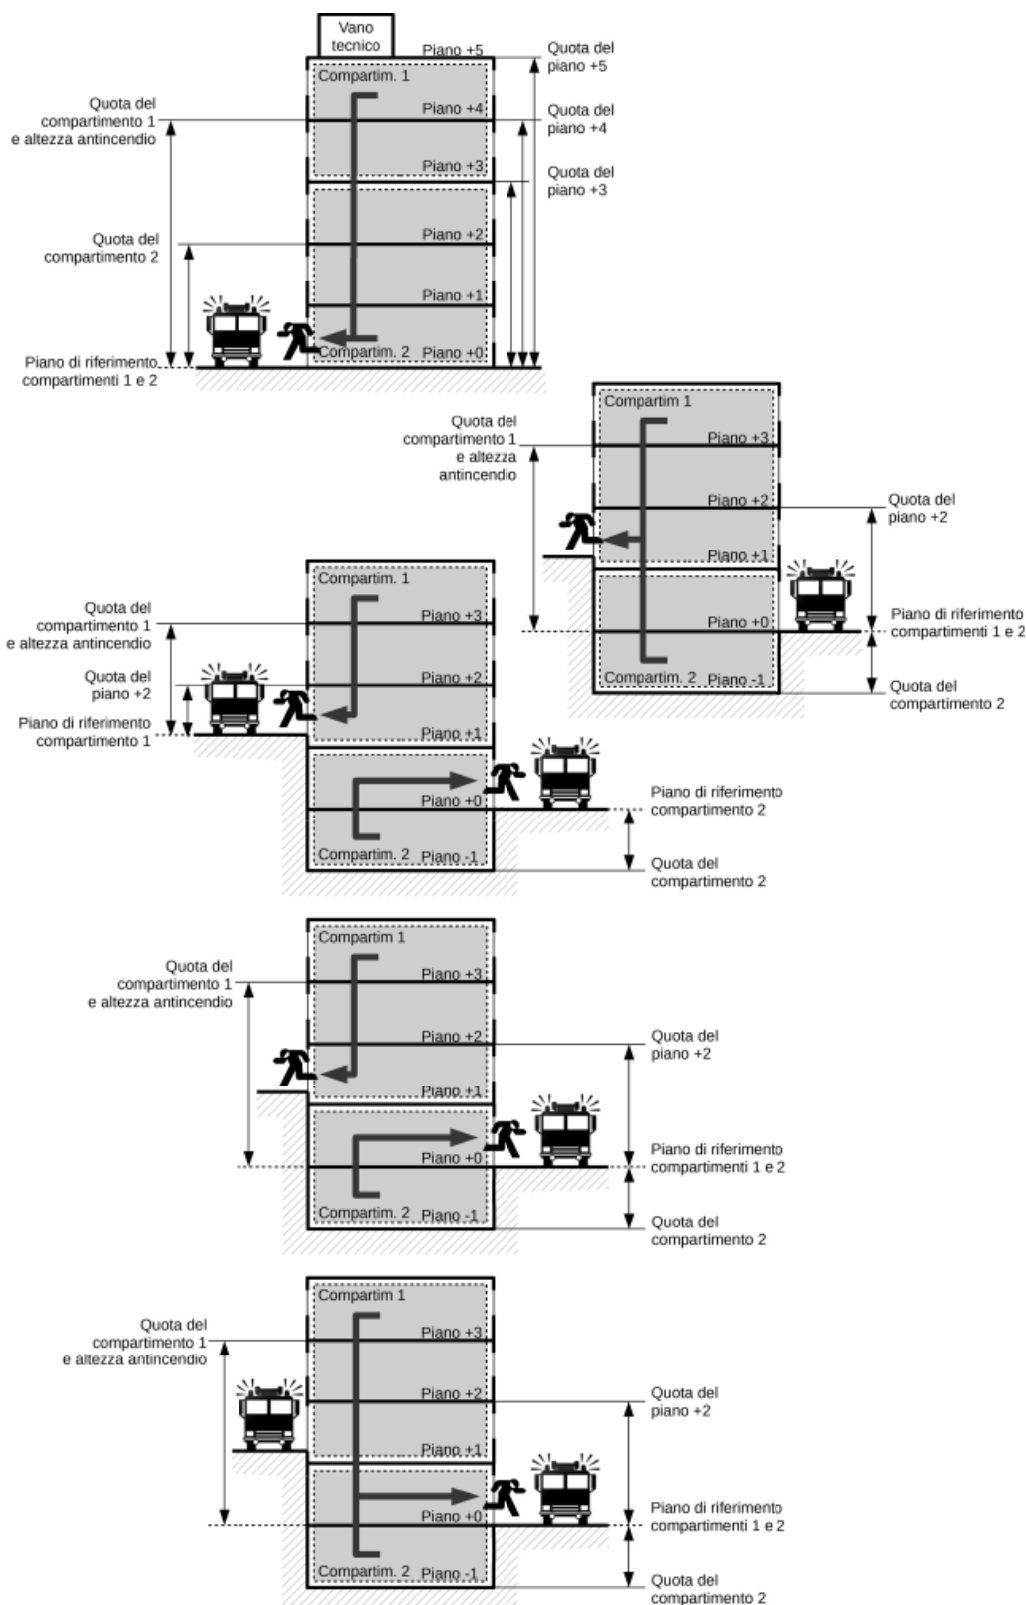 Vano
tecnico
Piano +5
Quota del
piano +5
Compartim. 1
Quota del
compartimento 1
e altezza antincendio
Piano +4
Quota del
piano +4
Piano +3
Quota del
piano +3
Piano +2
Quota del
compartimento 2
Piano +1
Compartim. 2
Piano +0
Piano di riferimento
compartimenti 1 e 2
Compartim 1
Quota del
compartimento 1
e altezza
antincendio
Piano +3
Piano +2
Quota del
piano +2
Piano +1
Piano +0
Piano di riferimento
compartimenti 1 e 2
Compartim. 2
Piano -1
Quota del
compartimento 2
Compartim. 1
Quota del
compartimento 1
e altezza antincendio
Piano +3
Quota del
piano +2
Piano +2
Piano di riferimento
compartimento 1
Piano +1
Piano +0
Piano di riferimento
compartimento 2
Compartim. 2
Piano -1
Quota del
compartimento 2
Compartim 1
Quota del
compartimento 1
e altezza antincendio
Piano +3
Piano +2
Quota del
piano +2
Piano +1
Piano +0
Piano di riferimento
compartimenti 1 e 2
Compartim. 2
Piano -1
Quota del
compartimento 2
Compartim 1
Quota del
compartimento 1
e altezza antincendio
Piano +3
Piano +2
Quota del
piano +2
Piano +1
Piano +0
Piano di riferimento
compartimenti 1 e 2
Compartim. 2
Piano -1
Quota del
compartimento 2